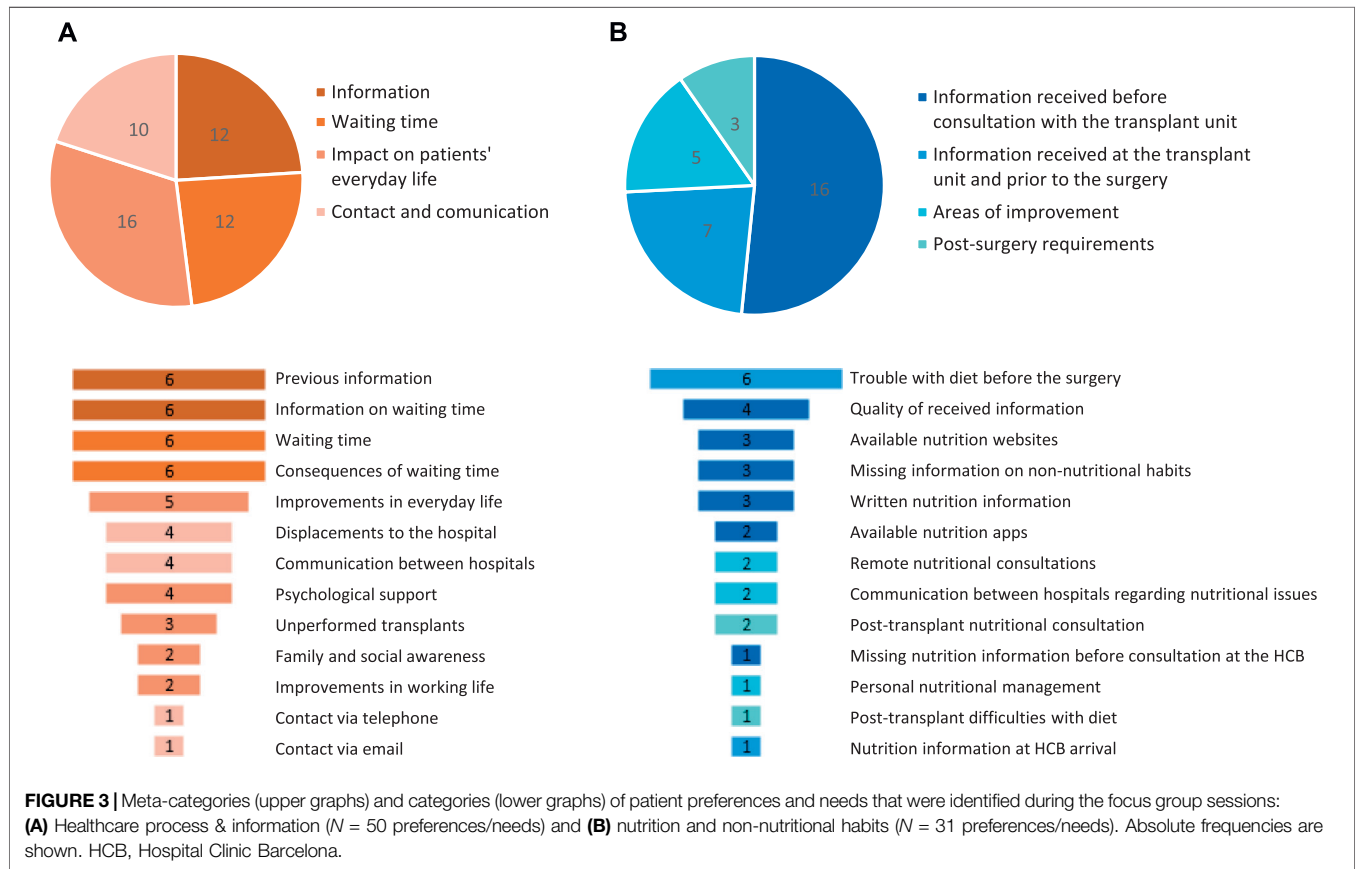 A
Information
Waiting time
Impact on patients'
everyday life
Contact and comunication
12
12
16
10
B
Information received before
consultation with the transplant unit
Information received at the transplant
unit and prior to the surgery
Areas of improvement
Post-surgery requirements
16
7
5
3
6 Previous information
6 Information on waiting time
6 Waiting time
6 Consequences of waiting time
5 Improvements in everyday life
4 Displacements to the hospital
4 Communication between hospitals
4 Psychological support
3 Unperformed transplants
2 Family and social awareness
2 Improvements in working life
1 Contact via telephone
1 Contact via email
6 Trouble with diet before the surgery
4 Quality of received information
3 Available nutrition websites
3 Missing information on non-nutritional habits
3 Written nutrition information
2 Available nutrition apps
2 Remote nutritional consultations
2 Communication between hospitals regarding nutritional issues
2 Post-transplant nutritional consultation
1 Missing nutrition information before consultation at the HCB
1 Personal nutritional management
1 Post-transplant difficulties with diet
1 Nutrition information at HCB arrival
FIGURE 3 | Meta-categories (upper graphs) and categories (lower graphs) of patient preferences and needs that were identified during the focus group sessions:
(A) Healthcare process & information (N = 50 preferences/needs) and (B) nutrition and non-nutritional habits (N = 31 preferences/needs). Absolute frequencies are
shown. HCB, Hospital Clinic Barcelona.